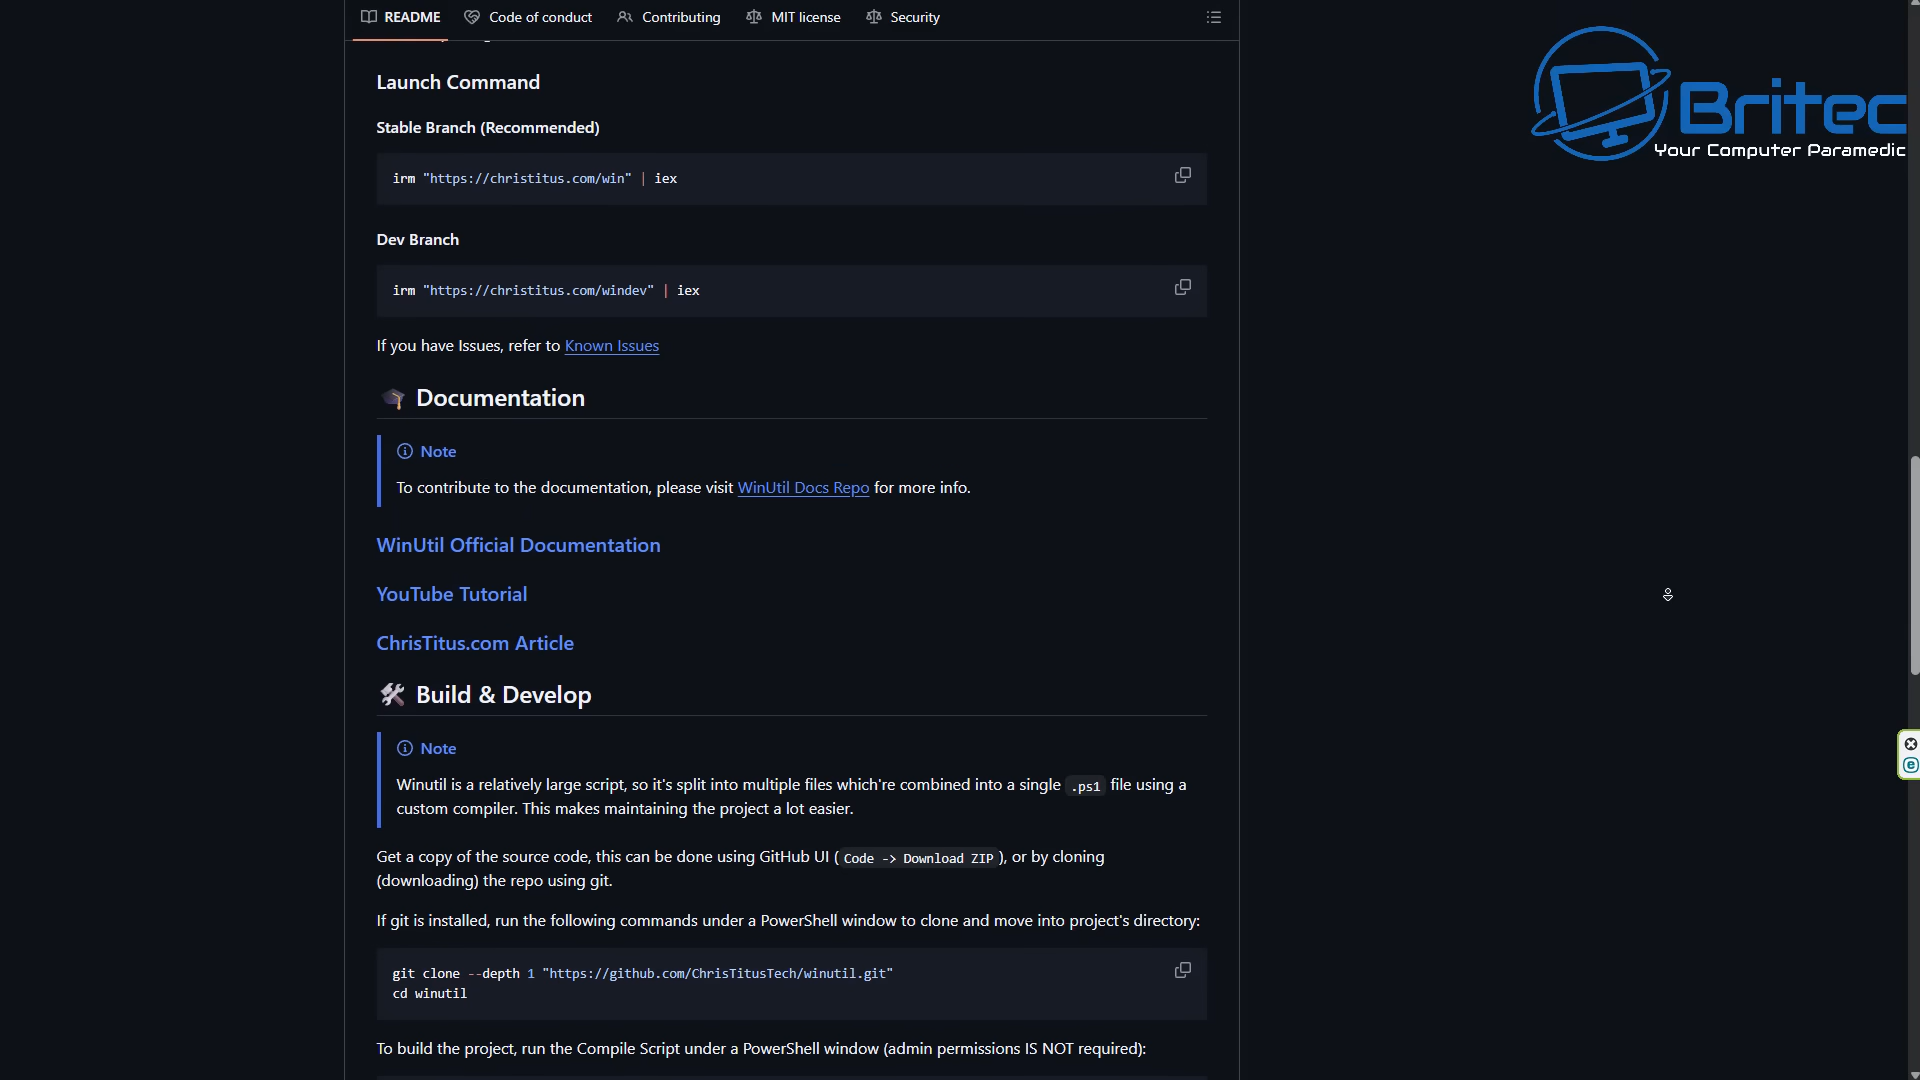 README Code of conduct Contributing MIT license Security
Launch Command
Stable Branch (Recommended)
irm "https://christitus.com/win" | iex
Dev Branch
irm "https://christitus.com/windev" | iex
If you have Issues, refer to Known Issues
Documentation
Note
To contribute to the documentation, please visit WinUtil Docs Repo for more info.
WinUtil Official Documentation
YouTube Tutorial
ChrisTitus.com Article
Build & Develop
Note
Winutil is a relatively large script, so it's split into multiple files which're combined into a single .ps1 file using a
custom compiler. This makes maintaining the project a lot easier.
Get a copy of the source code, this can be done using GitHub UI (Code -> Download ZIP), or by cloning
(downloading) the repo using git.
If git is installed, run the following commands under a PowerShell window to clone and move into project's directory:
git clone --depth 1 "https://github.com/ChrisTitusTech/winutil.git"
cd winutil
To build the project, run the Compile Script under a PowerShell window (admin permissions IS NOT required):
Britec
Your Computer Paramedic